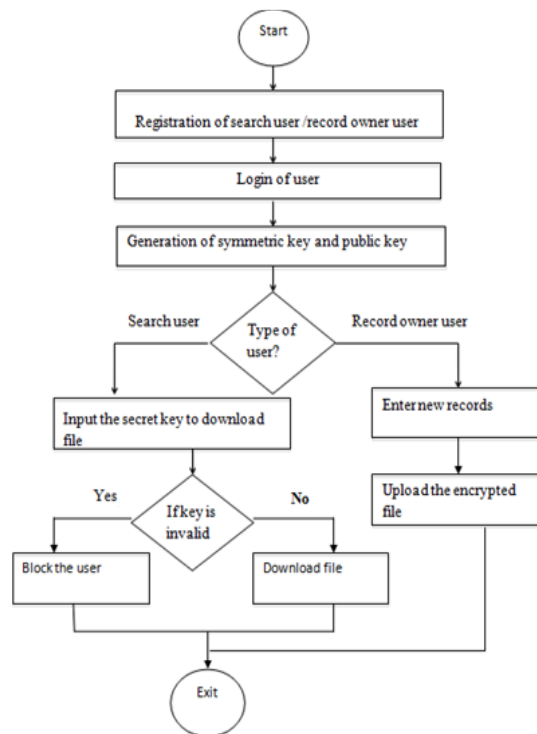 Start
Registration of search user /record owner user
Login of user
Generation of symmetric key and public key
Search user
Type of
user?
Record owner user
Input the secret key to download
file
Enter new records
Yes
If key is
invalid
No
Upload the encrypted
file
Block the user
Download file
Exit